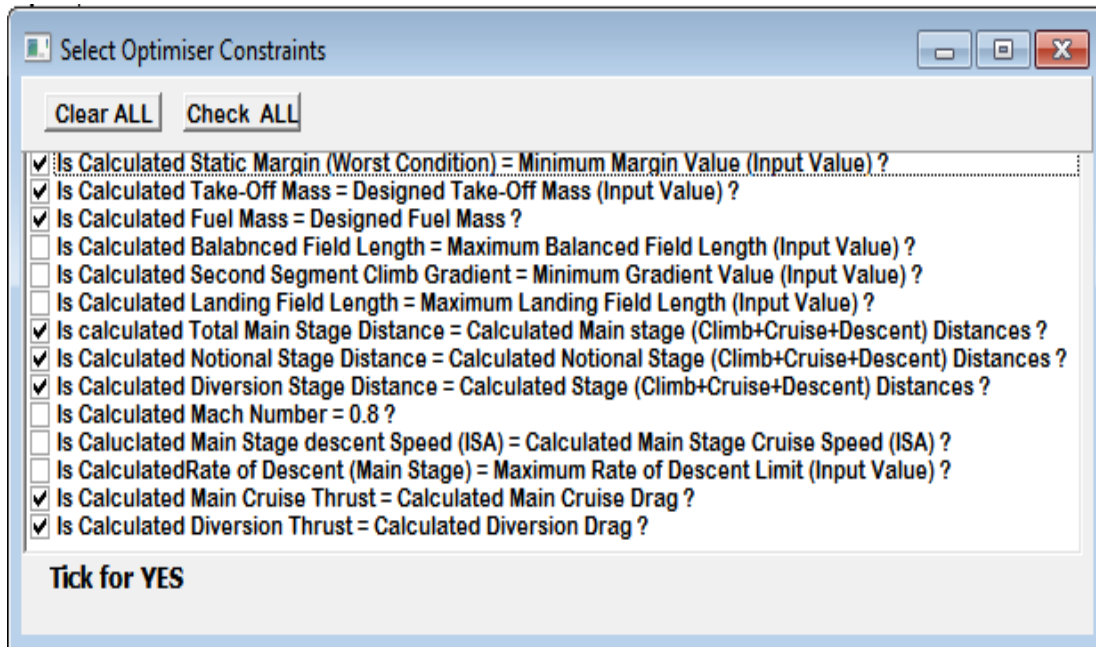 Select Optimiser Constraints
Clear ALL Check ALL
Is Calculated Static Margin (Worst Condition) = Minimum Margin Value (Input Value) ?
Is Calculated Take-Off Mass = Designed Take-Off Mass (Input Value) ?
Is Calculated Fuel Mass = Designed Fuel Mass ?
Is Calculated Balabnced Field Length = Maximum Balanced Field Length (Input Value) ?
Is Calculated Second Segment Climb Gradient = Minimum Gradient Value (Input Value) ?
Is Calculated Landing Field Length = Maximum Landing Field Length (Input Value) ?
Is calculated Total Main Stage Distance = Calculated Main stage (Climb+Cruise+Descent) Distances ?
Is Calculated Notional Stage Distance = Calculated Notional Stage (Climb+Cruise+Descent) Distances ?
Is Calculated Diversion Stage Distance = Calculated Stage (Climb+Cruise+Descent) Distances ?
Is Calculated Mach Number = 0.8 ?
Is Caluclated Main Stage descent Speed (ISA) = Calculated Main Stage Cruise Speed (ISA) ?
Is CalculatedRate of Descent (Main Stage) = Maximum Rate of Descent Limit (Input Value) ?
Is Calculated Main Cruise Thrust = Calculated Main Cruise Drag ?
Is Calculated Diversion Thrust = Calculated Diversion Drag ?
Tick for YES